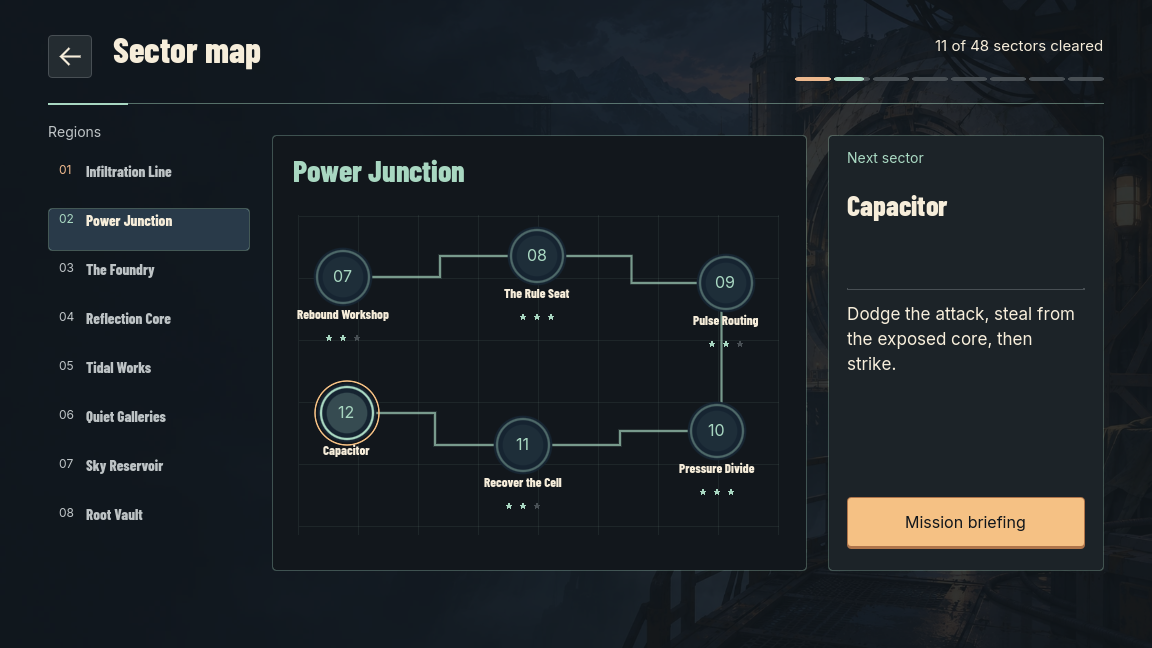 Sector map
11 of 48 sectors cleared
Regions
01 Infiltration Line
02 Power Junction
03 The Foundry
04 Reflection Core
05 Tidal Works
06 Quiet Galleries
07 Sky Reservoir
08 Root Vault
Power Junction
07
Rebound Workshop
08
The Rule Seat
09
Pulse Routing
12
Capacitor
11
Recover the Cell
10
Pressure Divide
Next sector
Capacitor
Dodge the attack, steal from
the exposed core, then
strike.
Mission briefing